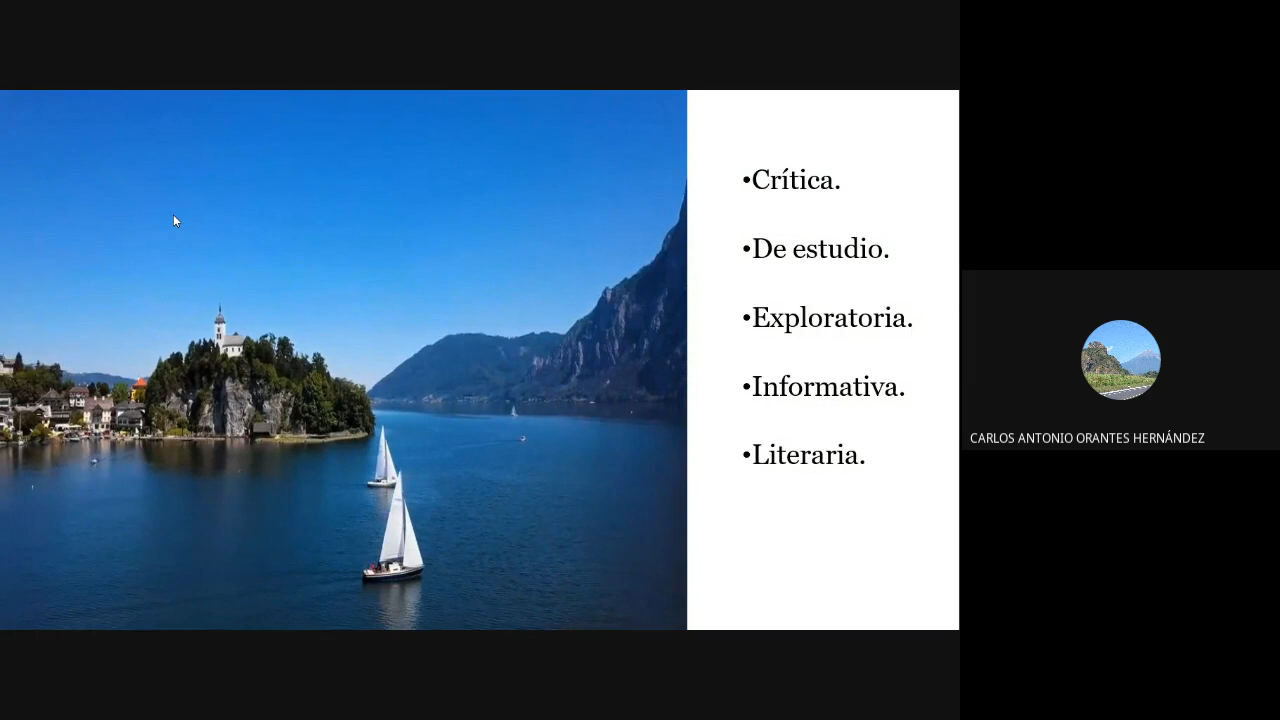 •Crítica.
•De estudio.
•Exploratoria.
•Informativa.
•Literaria.
CARLOS ANTONIO ORANTES HERNÁNDEZ